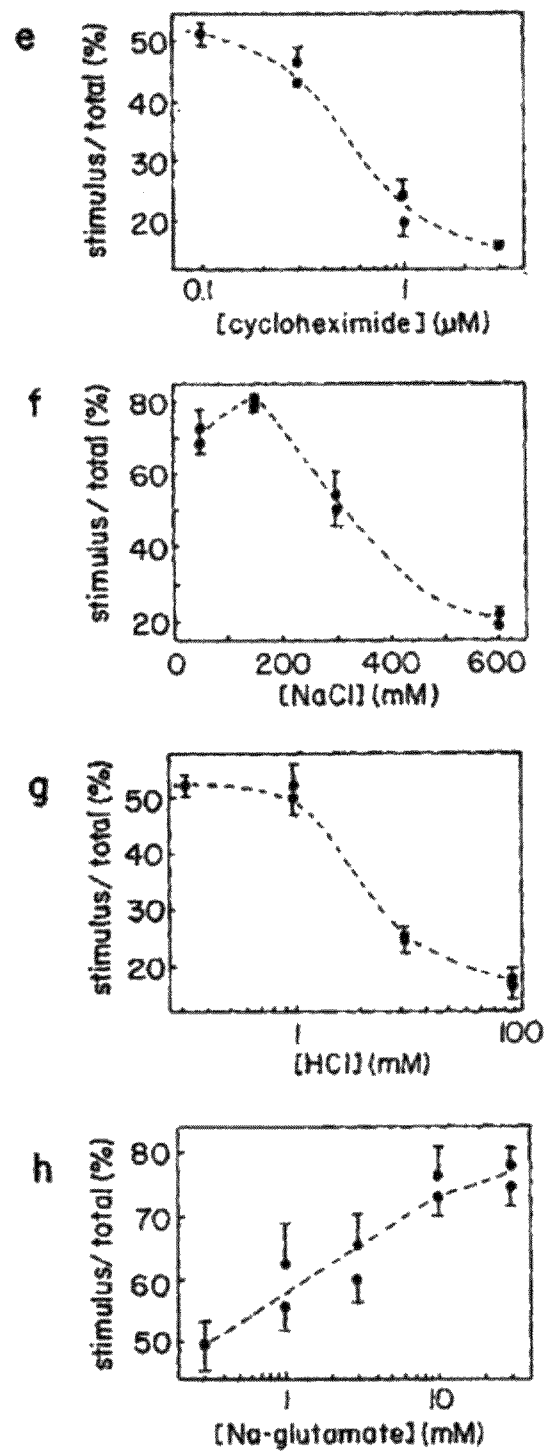 e
stimulus/total (%)
50
40
30
20
0.1
1
[cycloheximide] (µM)
f
stimulus/total (%)
80
60
40
20
0
200
400
600
[NaCl] (mM)
g
stimulus/total (%)
50
40
30
20
1
100
[HCl] (mM)
h
stimulus/total (%)
80
70
60
50
1
10
[Na-glutamate] (mM)